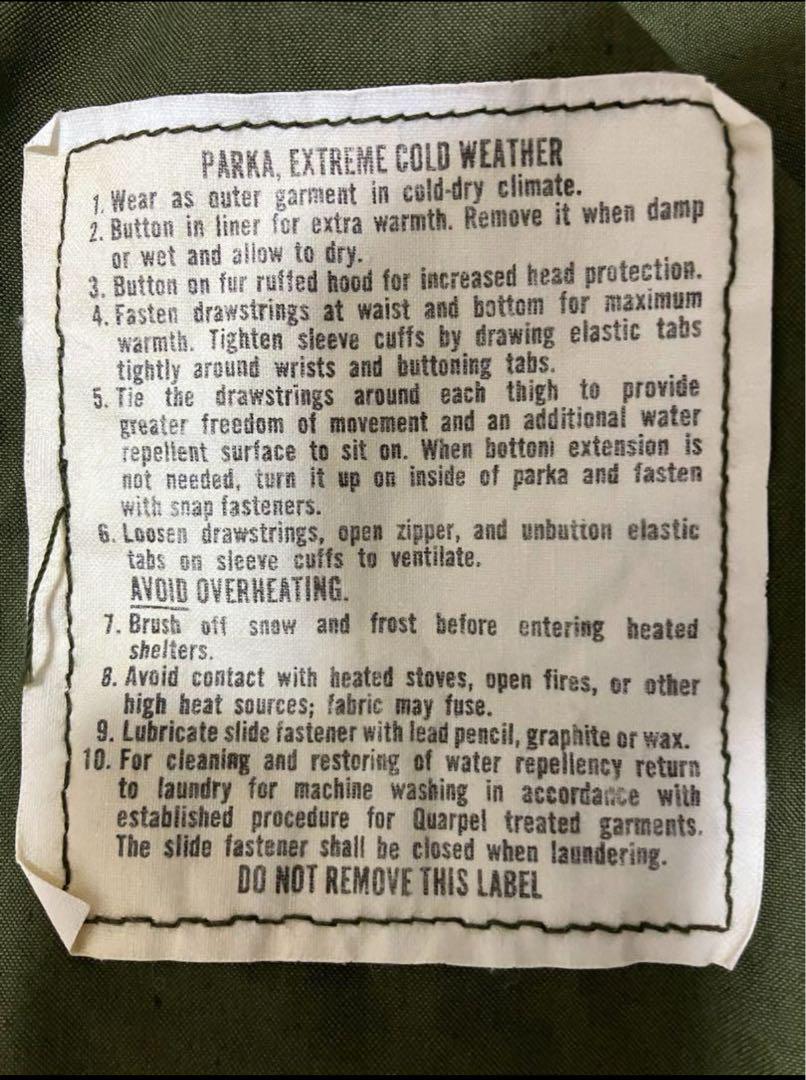 PARKA, EXTREME COLD WEATHER
1. Wear as outer garment in cold-dry climate.
2. Button in liner for extra warmth. Remove it when damp
or wet and allow to dry.
3. Button on fur ruffed hood for increased head protection.
4. Fasten drawstrings at waist and bottom for maximum
warmth. Tighten sleeve cuffs by drawing elastic tabs
tightly around wrists and buttoning tabs.
5. Tie the drawstrings around each thigh to provide
greater freedom of movement and an additional water
repellent surface to sit on. When bottom extension is
not needed, turn it up on inside of parka and fasten
with snap fasteners.
6. Loosen drawstrings, open zipper, and unbutton elastic
tabs on sleeve cuffs to ventilate.
AVOID OVERHEATING.
7. Brush off snow and frost before entering heated
shelters.
8. Avoid contact with heated stoves, open fires, or other
high heat sources; fabric may fuse.
9. Lubricate slide fastener with lead pencil, graphite or wax.
10. For cleaning and restoring of water repellency return
to laundry for machine washing in accordance with
established procedure for Quarpel treated garments.
The slide fastener shall be closed when laundering.
DO NOT REMOVE THIS LABEL